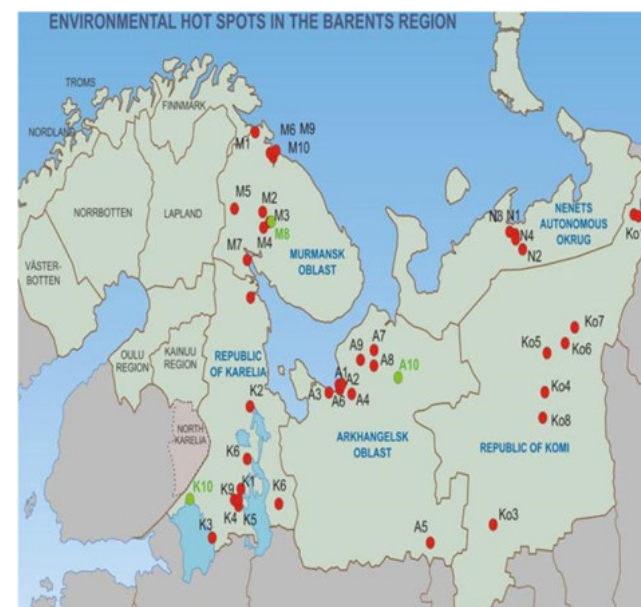 ENVIRONMENTAL HOT SPOTS IN THE BARENTS REGION
TROMS
FINNMARK
NORDLAND
M6 M9
M1
M10
NORRBOTTEN
LAPLAND
M5
M2
M3
M8
M4
MURMANSK
OBLAST
M7
VÄSTER-
BOTTEN
N3 N1
N4
N2
NENETS
AUTONOMOUS
OKRUG
Ko1
OULU
REGION
KAINUU
REGION
REPUBLIC
OF KARELIA
A7
A9
A8
A10
A1
A2
A3
A6
A4
Ko7
Ko6
Ko5
Ko4
Ko8
K2
NORTH
KARELIA
ARKHANGELSK
OBLAST
REPUBLIC OF KOMI
K6
K10
K9
K1
K6
K4
K5
K3
A5
Ko3